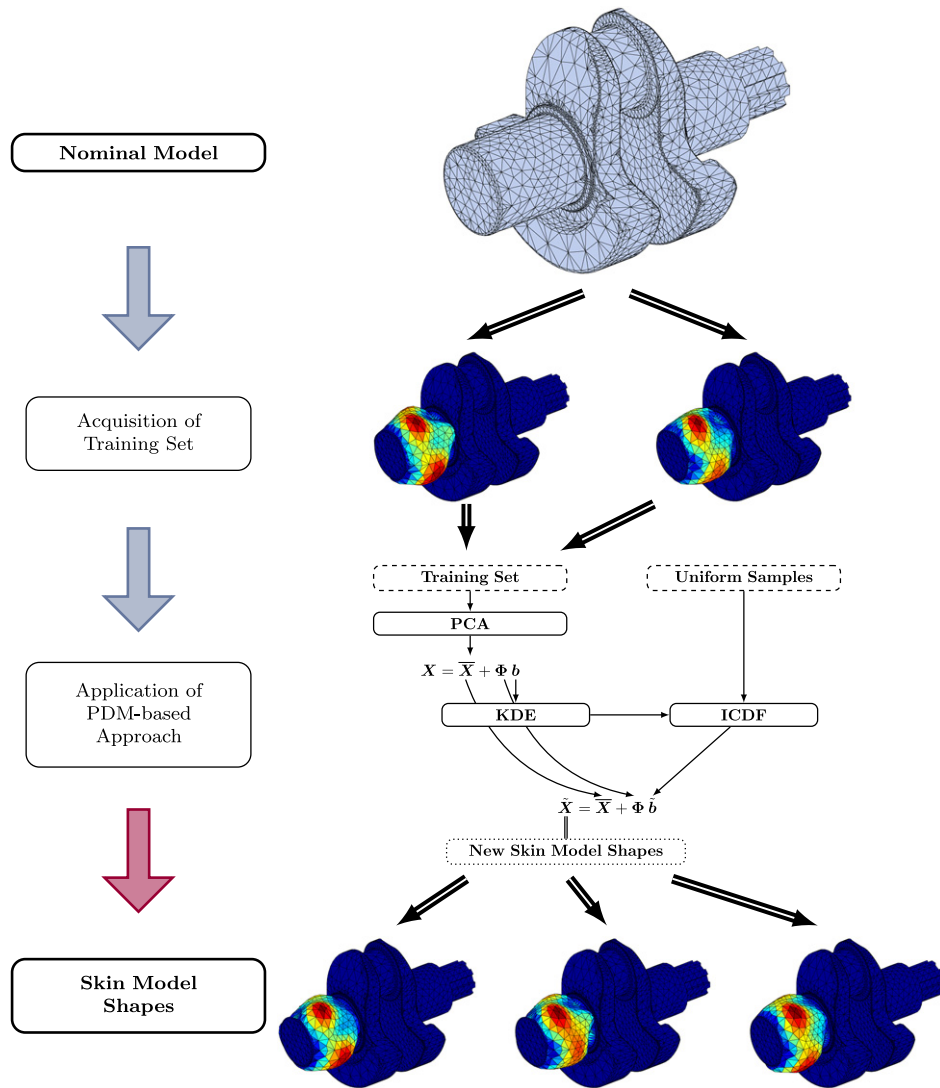 Nominal Model
Acquisition of
Training Set
Training Set
Uniform Samples
PCA
X = X̅ + Φ b
Application of
PDM-based
Approach
KDE
ICDF
X̃ = X̅ + Φ b̃
New Skin Model Shapes
Skin Model
Shapes